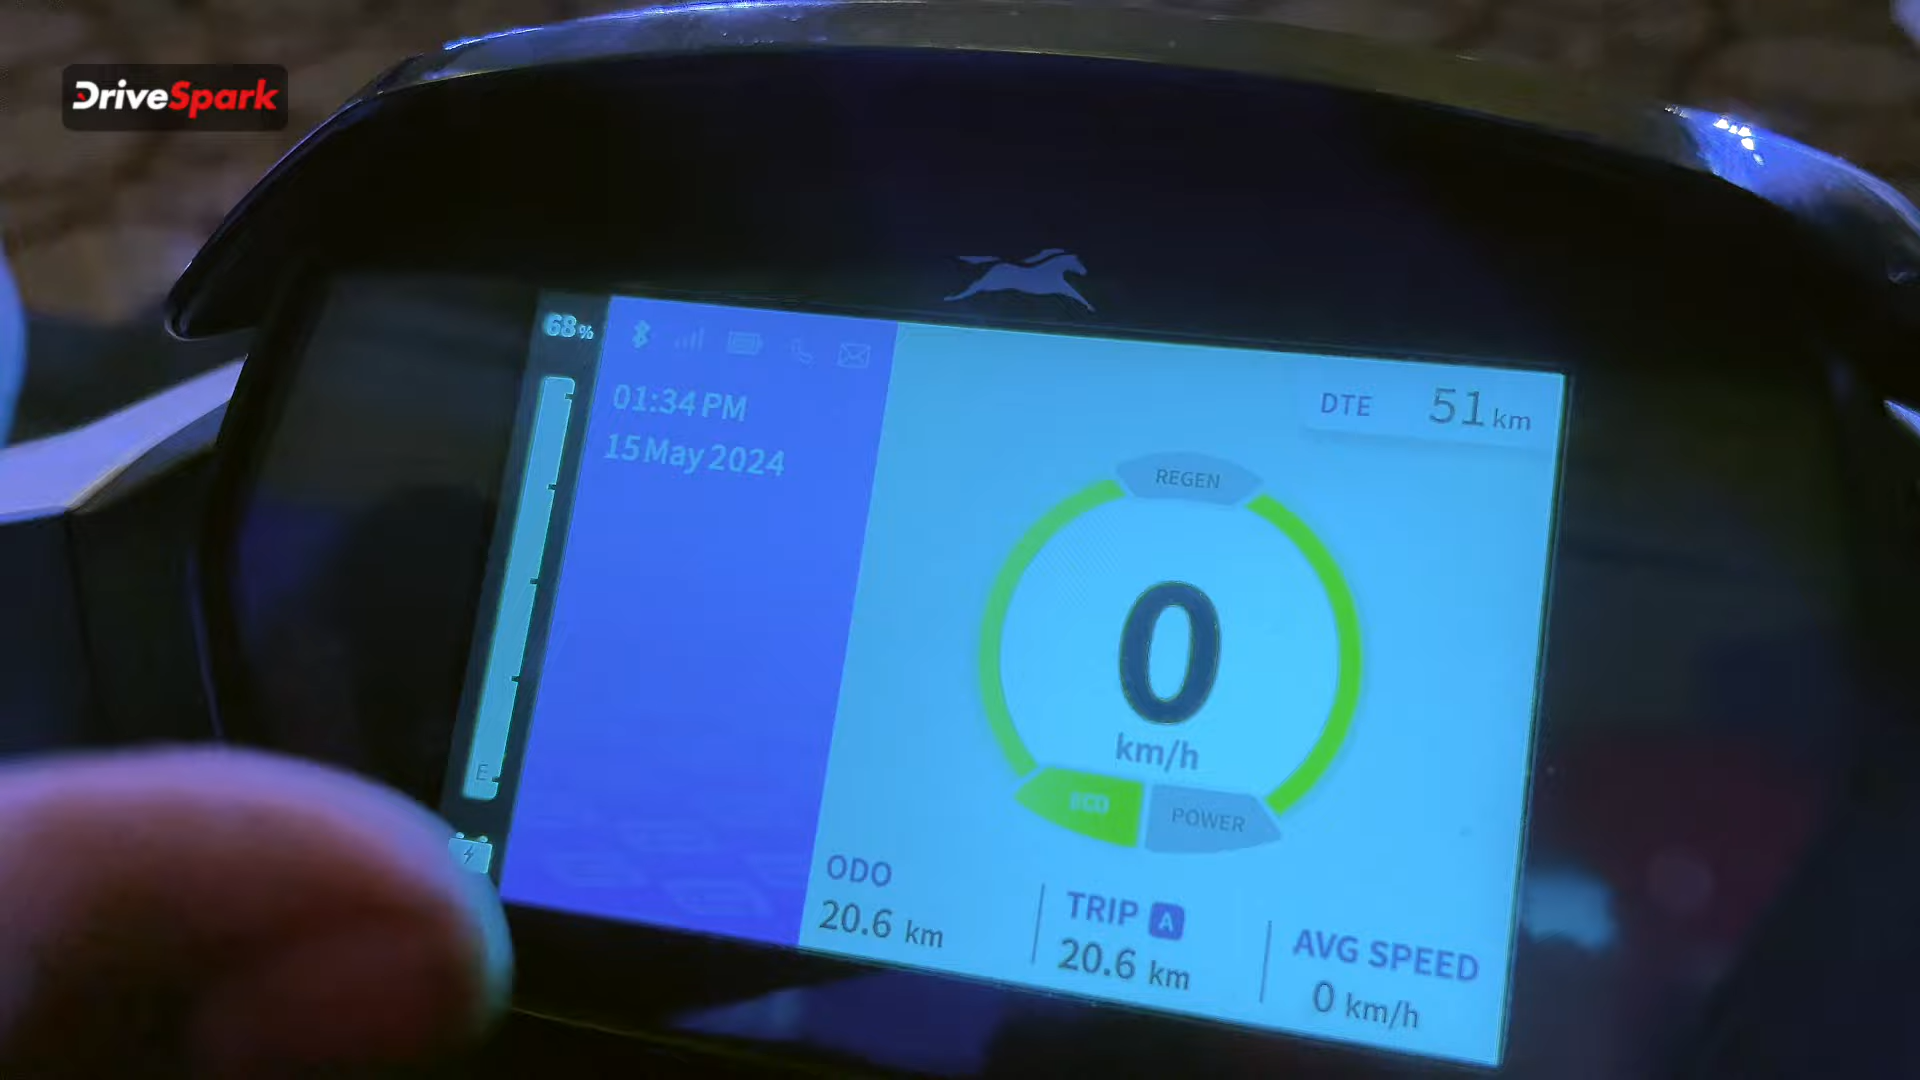 DriveSpark
68%
01:34 PM
15 May 2024
DTE 51 km
REGEN
0
km/h
ECO
POWER
E
ODO
20.6 km
TRIP A
20.6 km
AVG SPEED
0 km/h